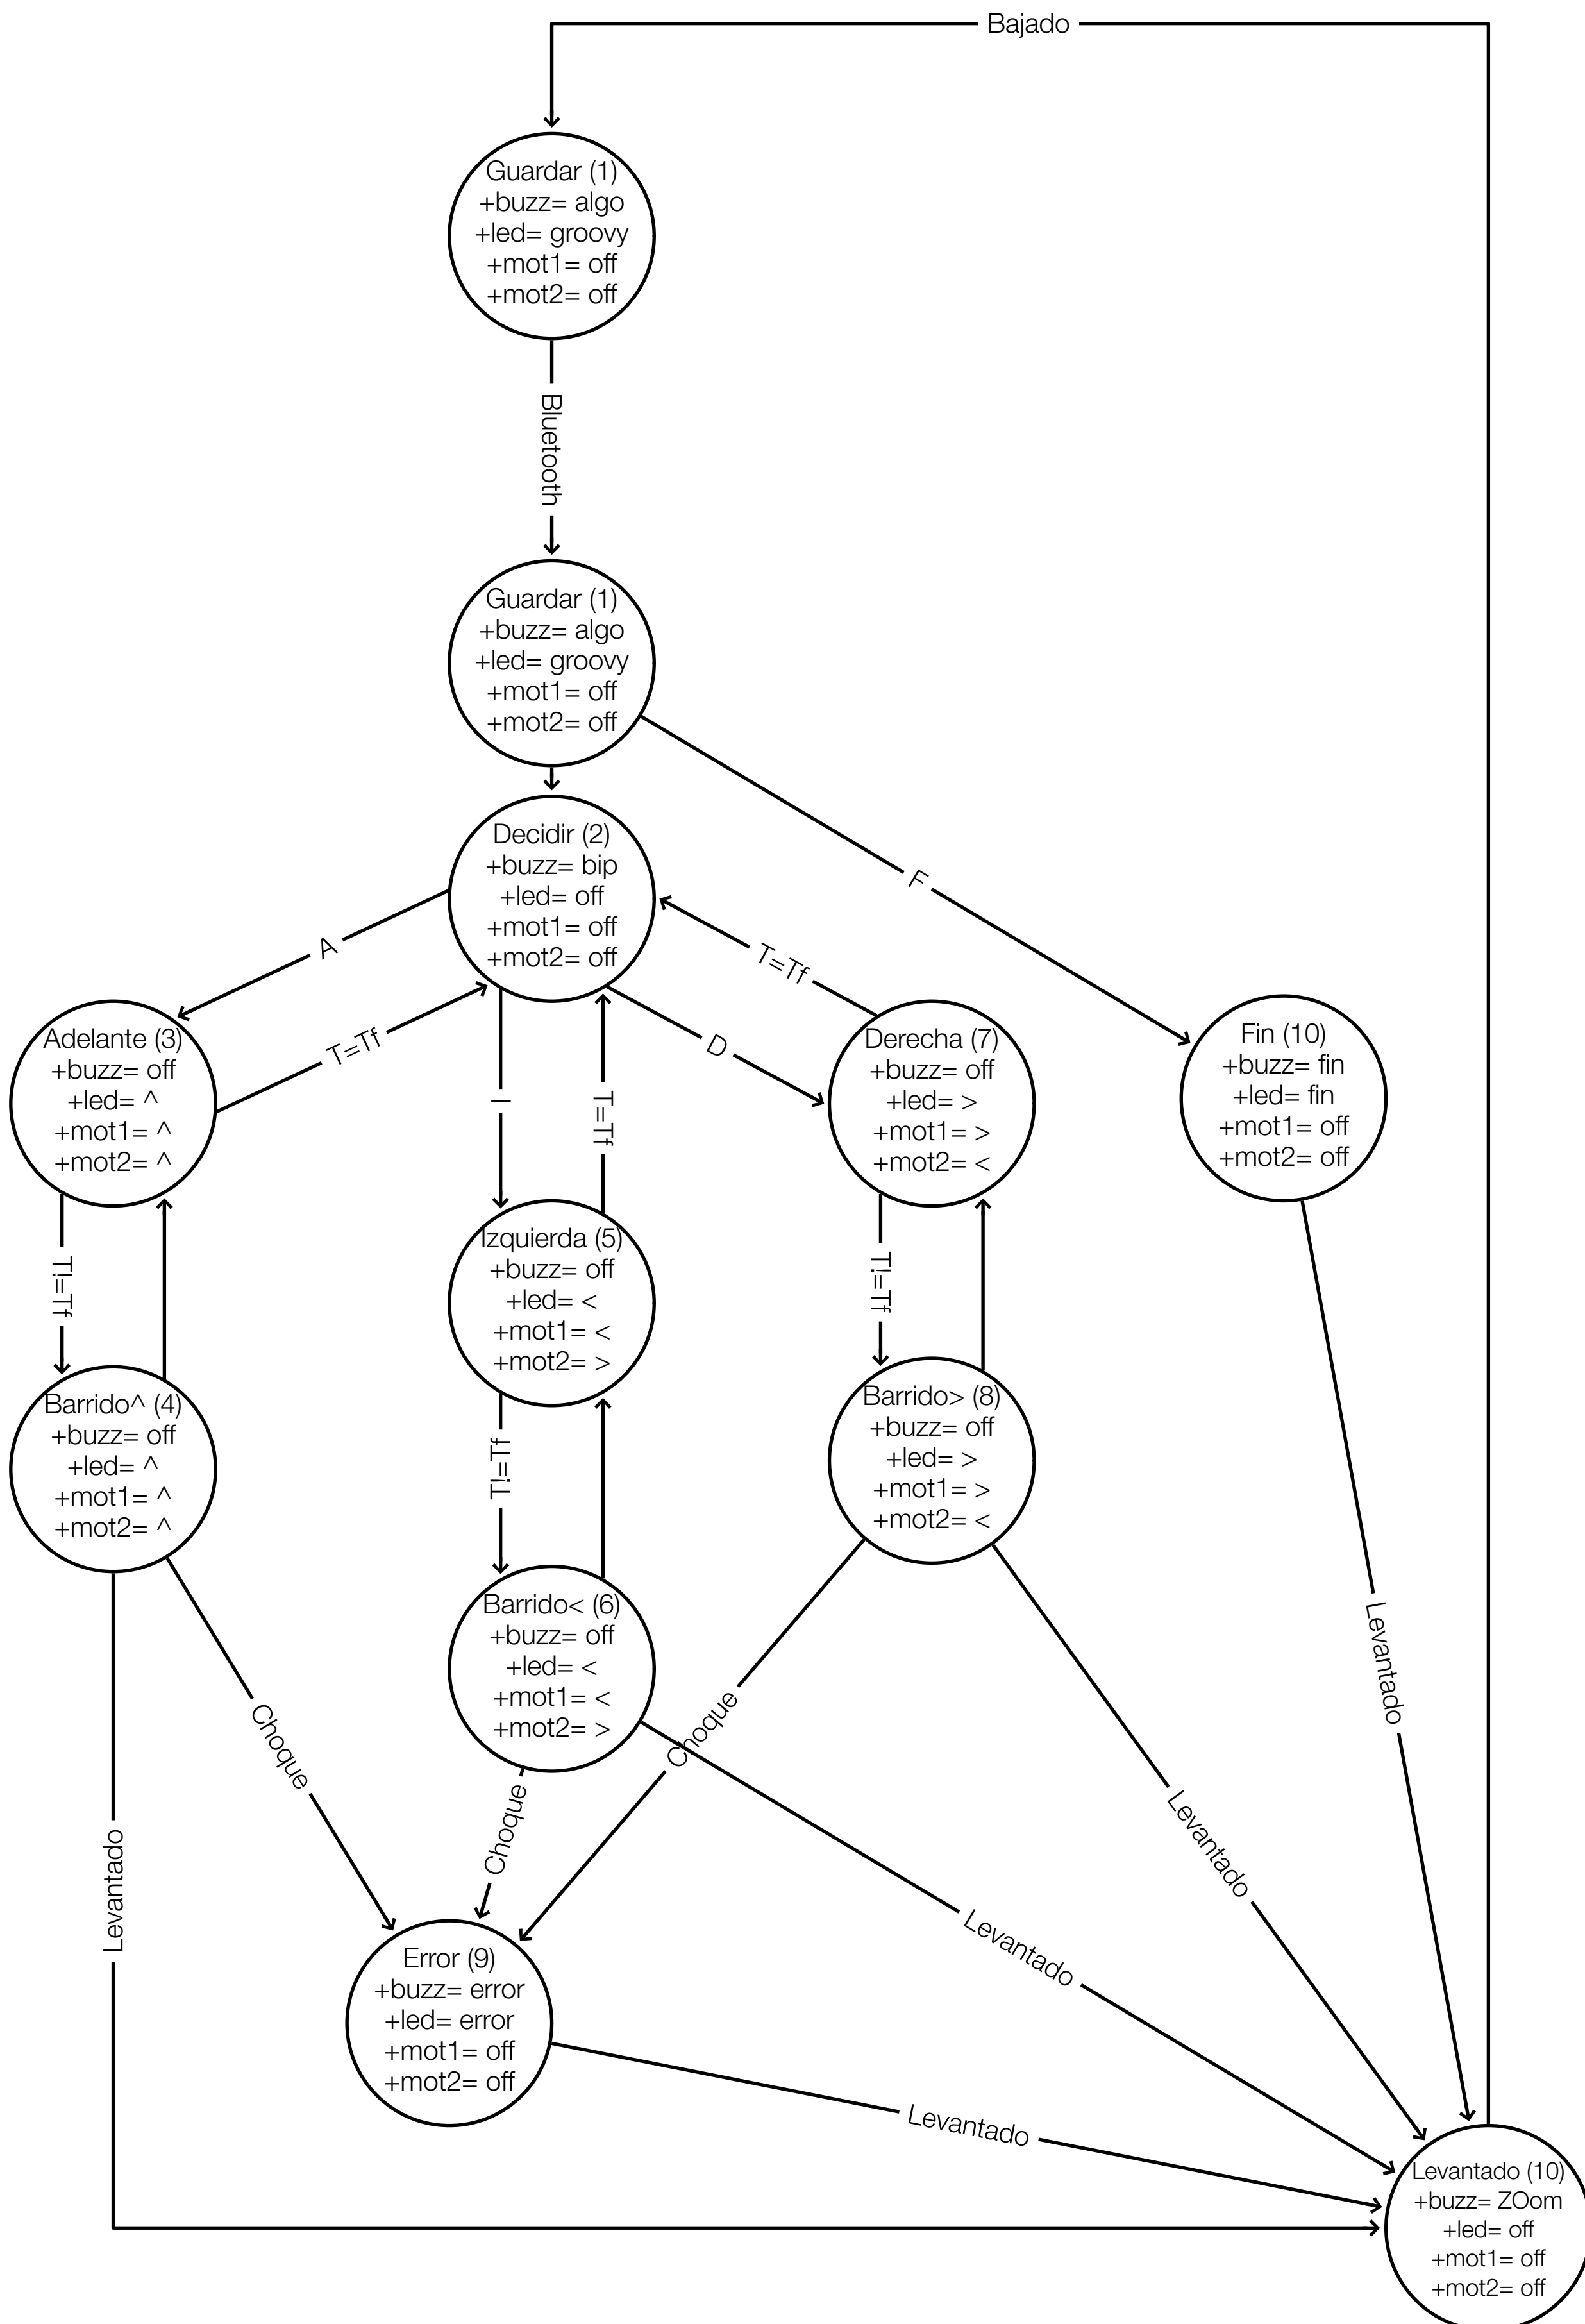 Bajado
Guardar (1)
+buzz= algo
+led= groovy
+mot1= off
+mot2= off
Bluetooth
Guardar (1)
+buzz= algo
+led= groovy
+mot1= off
+mot2= off
F
Decidir (2)
+buzz= bip
+led= off
+mot1= off
+mot2= off
A
T=Tf
I
T=Tf
D
T=Tf
Adelante (3)
+buzz= off
+led= ^
+mot1= ^
+mot2= ^
Derecha (7)
+buzz= off
+led= >
+mot1= >
+mot2= <
Fin (10)
+buzz= fin
+led= fin
+mot1= off
+mot2= off
Izquierda (5)
+buzz= off
+led= <
+mot1= <
+mot2= >
T!=Tf
T!=Tf
T!=Tf
Barrido^ (4)
+buzz= off
+led= ^
+mot1= ^
+mot2= ^
Barrido> (8)
+buzz= off
+led= >
+mot1= >
+mot2= <
Barrido< (6)
+buzz= off
+led= <
+mot1= <
+mot2= >
Levantado
Choque
Choque
Choque
Levantado
Levantado
Levantado
Error (9)
+buzz= error
+led= error
+mot1= off
+mot2= off
Levantado
Levantado (10)
+buzz= ZOom
+led= off
+mot1= off
+mot2= off